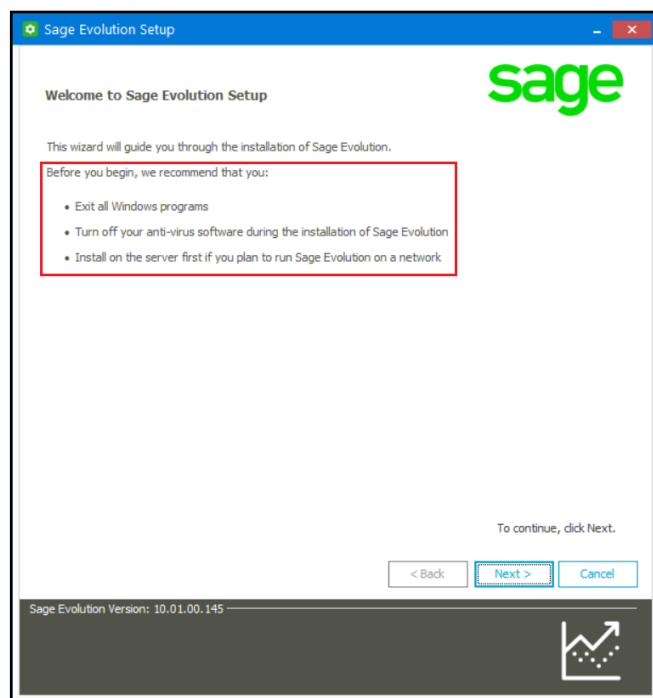 Sage Evolution Setup
sage
Welcome to Sage Evolution Setup
This wizard will guide you through the installation of Sage Evolution.
Before you begin, we recommend that you:
• Exit all Windows programs
• Turn off your anti-virus software during the installation of Sage Evolution
• Install on the server first if you plan to run Sage Evolution on a network
To continue, click Next.
< Back Next > Cancel
Sage Evolution Version: 10.01.00.145